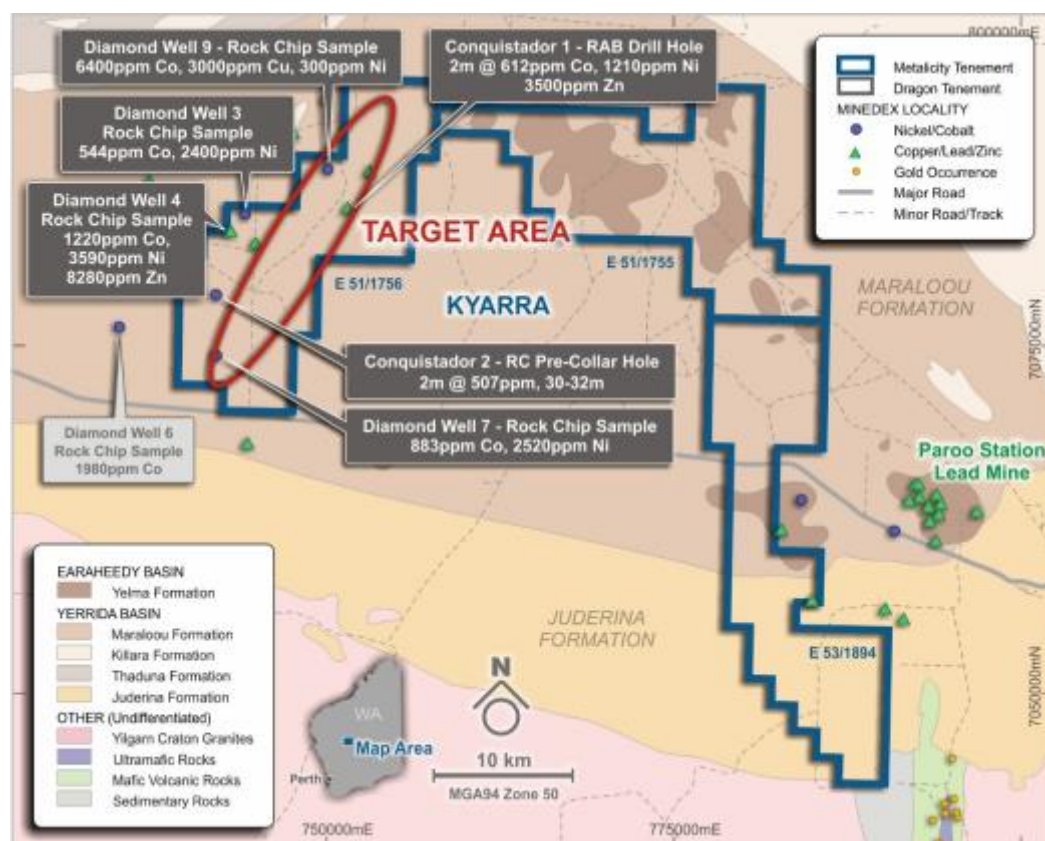 800000mE
Diamond Well 9 - Rock Chip Sample
6400ppm Co, 3000ppm Cu, 300ppm Ni
Conquistador 1 - RAB Drill Hole
2m @ 612ppm Co, 1210ppm Ni
3500ppm Zn
Metalicity Tenement
Dragon Tenement
MINEDEX LOCALITY
Nickel/Cobalt
Copper/Lead/Zinc
Gold Occurrence
Major Road
Minor Road/Track
Diamond Well 3
Rock Chip Sample
544ppm Co, 2400ppm Ni
Diamond Well 4
Rock Chip Sample
1220ppm Co,
3590ppm Ni
8280ppm Zn
TARGET AREA
E 51/1756
E 51/1755
KYARRA
MARALOOU
FORMATION
7075000mN
Conquistador 2 - RC Pre-Collar Hole
2m @ 507ppm, 30-32m
Diamond Well 7 - Rock Chip Sample
883ppm Co, 2520ppm Ni
Diamond Well 6
Rock Chip Sample
1980ppm Co
Paroo Station
Lead Mine
EARAHEEDY BASIN
Yelma Formation
YERRIDA BASIN
Maraloou Formation
Killara Formation
Thaduna Formation
Juderina Formation
OTHER (Undifferentiated)
Yilgarn Craton Granites
Ultramafic Rocks
Mafic Volcanic Rocks
Sedimentary Rocks
JUDERINA
FORMATION
E 53/1894
7050000mN
WA
Map Area
Perth
N
10 km
MGA94 Zone 50
750000mE
775000mE